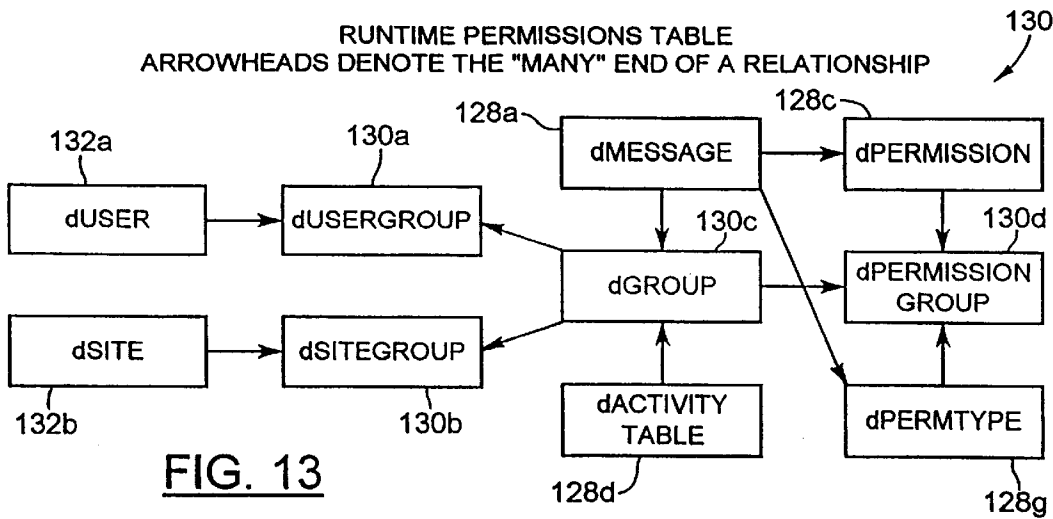 RUNTIME PERMISSIONS TABLE
130
ARROWHEADS DENOTE THE "MANY" END OF A RELATIONSHIP
128a
128c
132a
130a
dMESSAGE
dPERMISSION
dUSER
dUSERGROUP
130c
130d
dGROUP
dPERMISSION
GROUP
dSITE
dSITEGROUP
dACTIVITY
TABLE
dPERMTYPE
132b
130b
FIG. 13
128d
128g